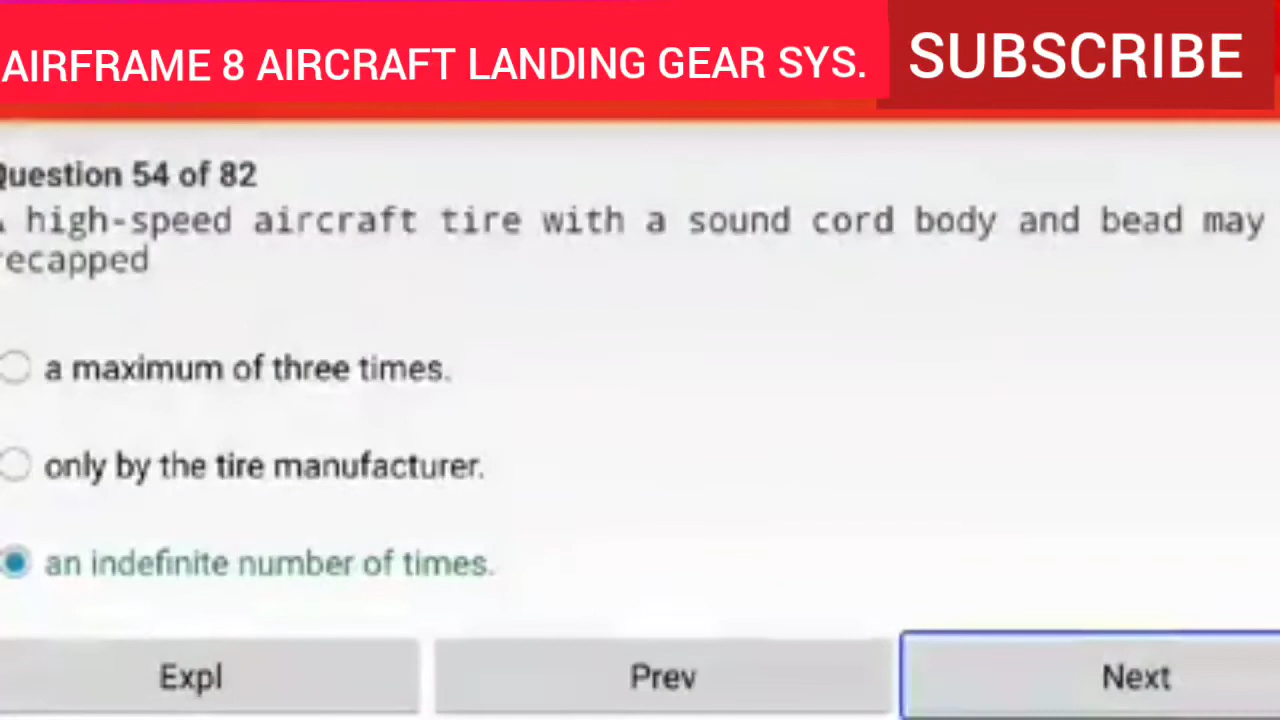 AIRFRAME 8 AIRCRAFT LANDING GEAR SYS.
SUBSCRIBE
Question 54 of 82
A high-speed aircraft tire with a sound cord body and bead may
recapped
a maximum of three times.
only by the tire manufacturer.
an indefinite number of times.
Expl
Prev
Next